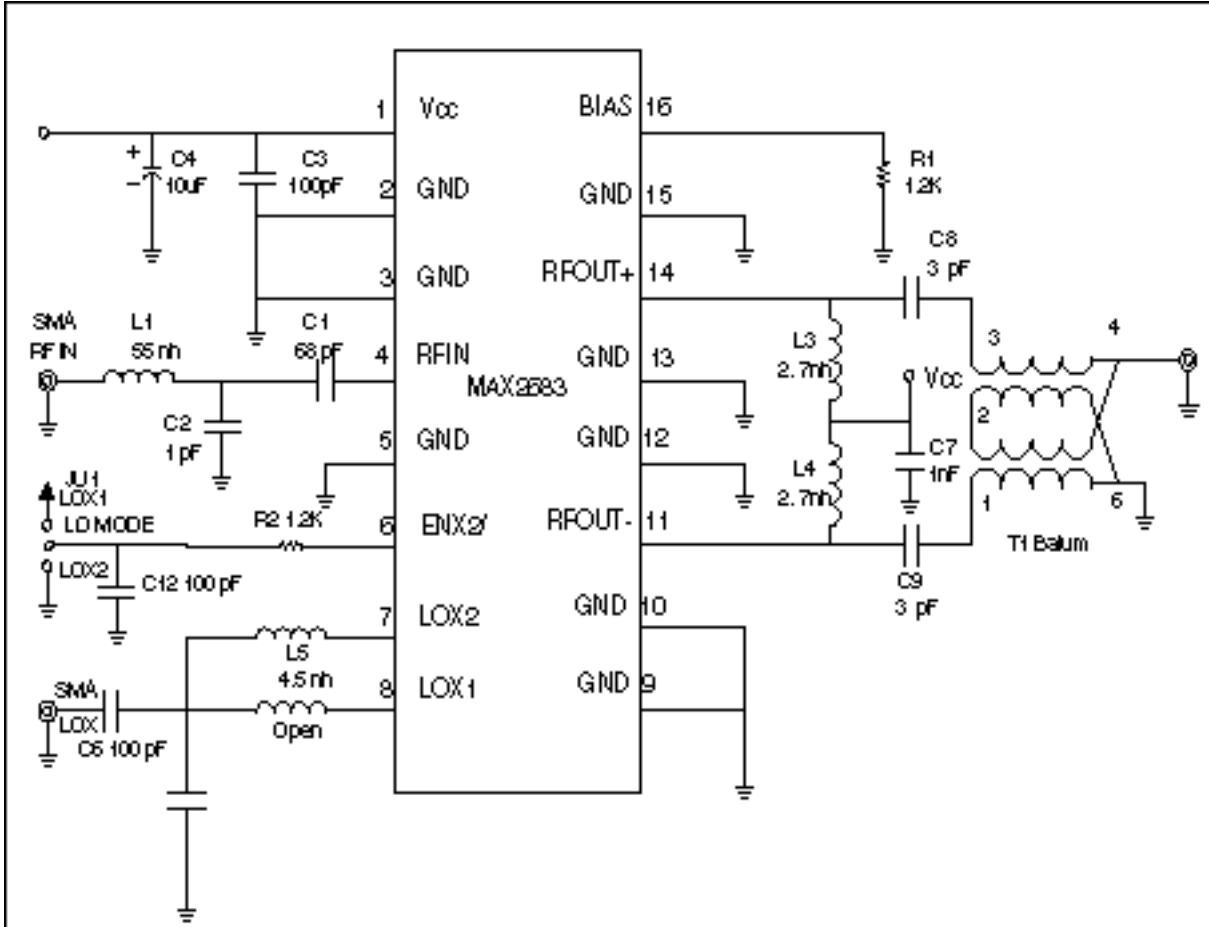 1 Vcc BIAS 16
+
-
C4
10uF
C3
100pF
R1
1.2K
2 GND GND 15
C8
3 pF
3 GND RFOUT+ 14
SMA
RF IN
L1
55 nh
C1
68 pF
4 RFIN GND 13
MAX2683
L3
2.7nh
Vcc
3 4
2
C2
1 pF
5 GND GND 12
L4
2.7nh
C7
1nF
1 6
T1 Balum
JU1
LOX1
LO MODE
LOX2
R2 1.2K
6 ENX2/ RFOUT- 11
C12 100 pF
C9
3 pF
7 LOX2 GND 10
L5
4.5 nh
8 LOX1 GND 9
Open
SMA
LOX
C6 100 pF